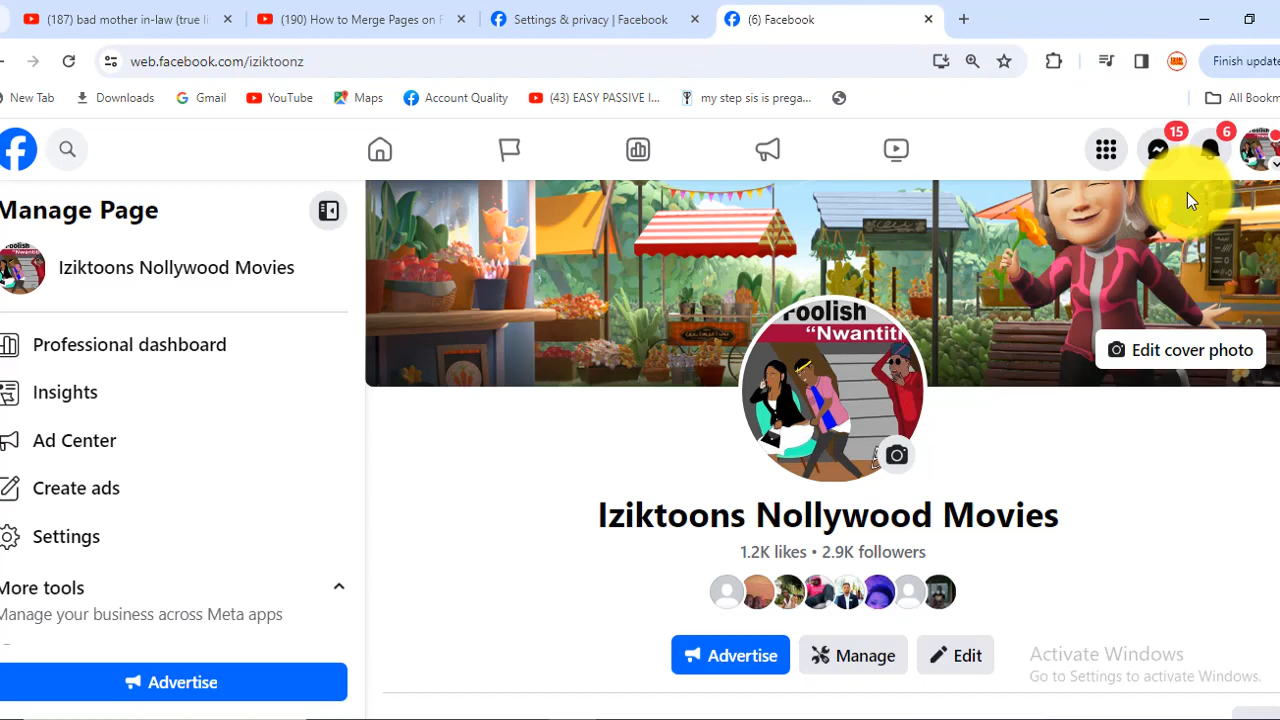 (187) bad mother in-law (true li
(190) How to Merge Pages on F
Settings & privacy | Facebook
(6) Facebook
web.facebook.com/iziktoonz
Finish update
New Tab
Downloads
Gmail
YouTube
Maps
Account Quality
(43) EASY PASSIVE I...
my step sis is prega...
All Bookm
15
6
Manage Page
Iziktoons Nollywood Movies
Professional dashboard
Insights
Ad Center
Create ads
Settings
More tools
Manage your business across Meta apps
Advertise
Edit cover photo
Foolish
"Nwantiti
Iziktoons Nollywood Movies
1.2K likes • 2.9K followers
Advertise
Manage
Edit
Activate Windows
Go to Settings to activate Windows.